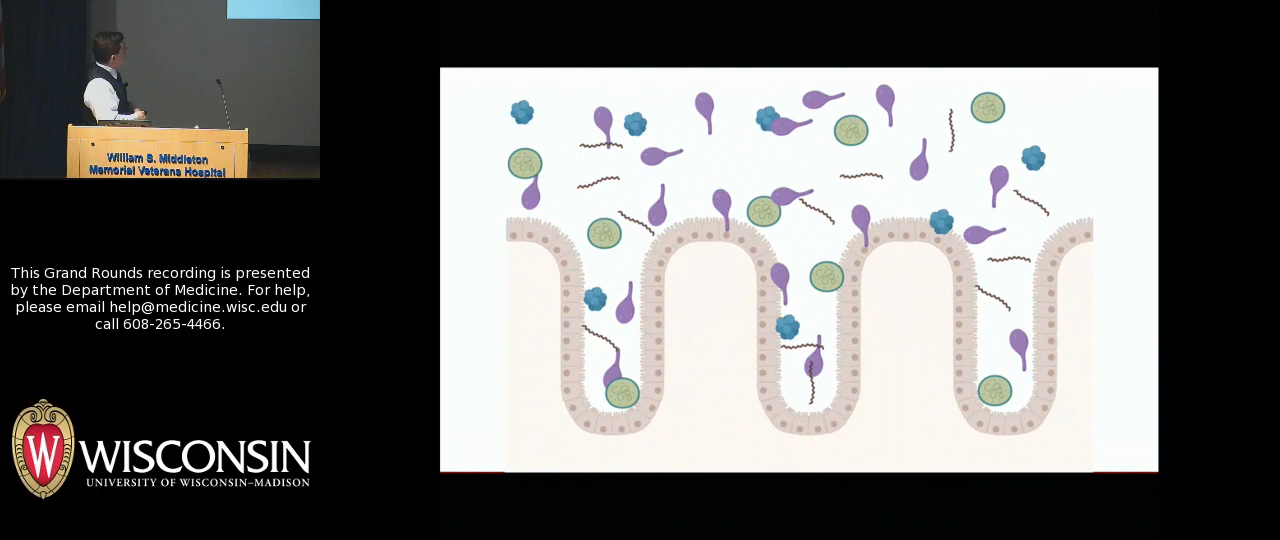 William S. Middleton
Memorial Veterans Hospital
This Grand Rounds recording is presented
by the Department of Medicine. For help,
please email help@medicine.wisc.edu or
call 608-265-4466.
W
WISCONSIN
UNIVERSITY OF WISCONSIN–MADISON